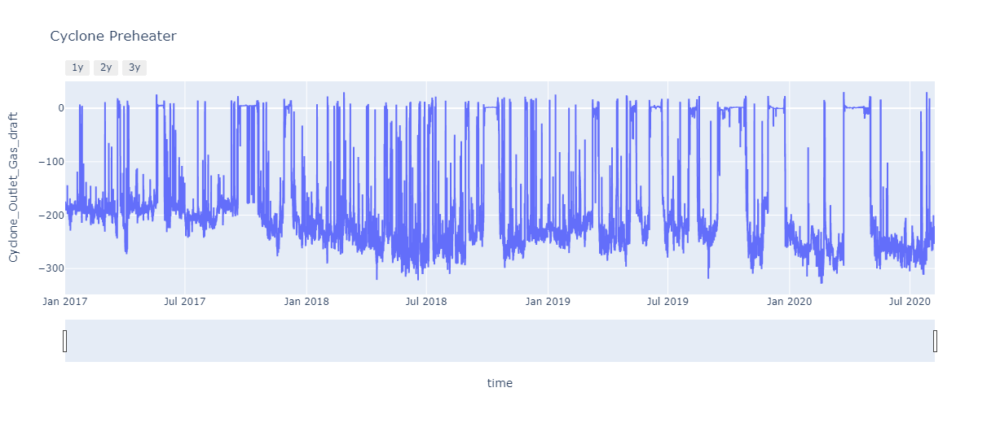 Cyclone Preheater
1y 2y 3y
Cyclone_Outlet_Gas_draft
0
−100
−200
−300
Jan 2017 Jul 2017 Jan 2018 Jul 2018 Jan 2019 Jul 2019 Jan 2020 Jul 2020
time